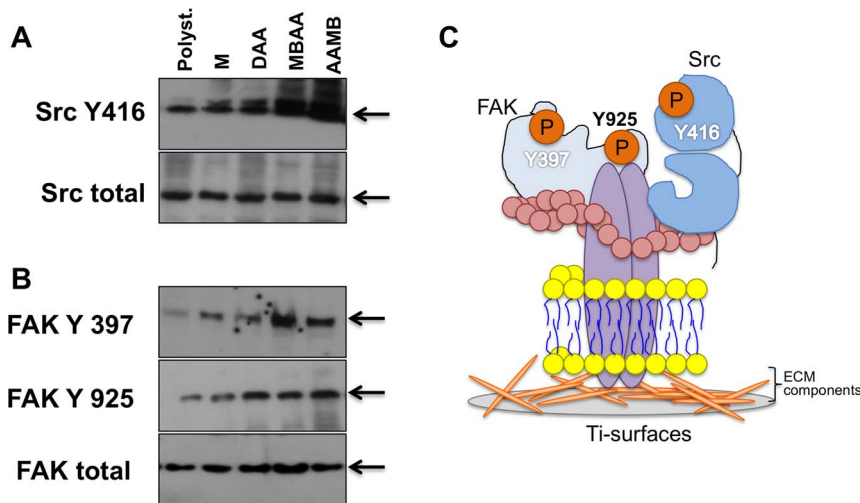 A
Polyst.
M
DAA
MBAA
AAMB
Src Y416
Src total
B
FAK Y 397
FAK Y 925
FAK total
C
Src
FAK
P
Y925
P
Y416
P
Y397
ECM
components
Ti-surfaces